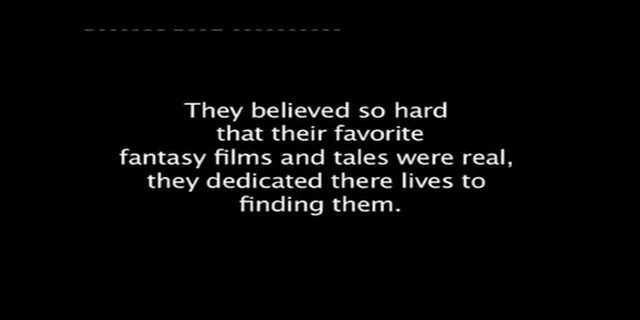 They believed so hard
that their favorite
fantasy films and tales were real,
they dedicated there lives to
finding them.